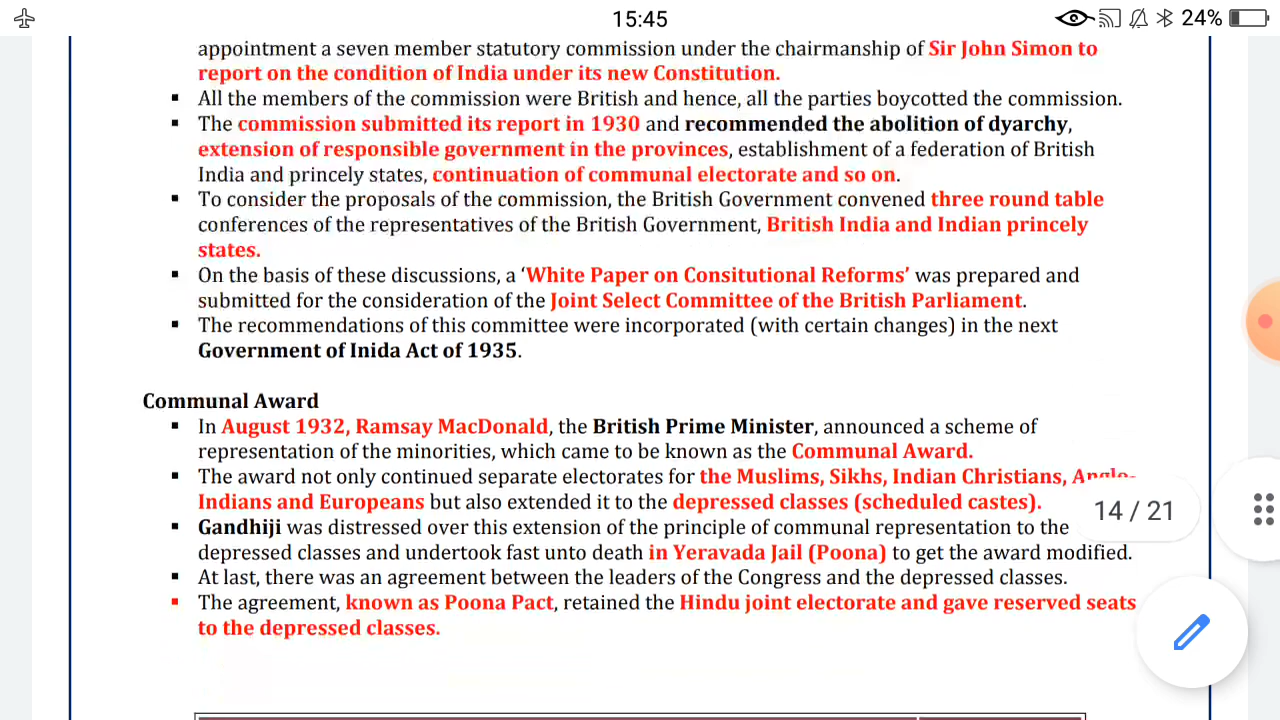 15:45
24%
appointment a seven member statutory commission under the chairmanship of Sir John Simon to
report on the condition of India under its new Constitution.
▪ All the members of the commission were British and hence, all the parties boycotted the commission.
▪ The commission submitted its report in 1930 and recommended the abolition of dyarchy,
extension of responsible government in the provinces, establishment of a federation of British
India and princely states, continuation of communal electorate and so on.
▪ To consider the proposals of the commission, the British Government convened three round table
conferences of the representatives of the British Government, British India and Indian princely
states.
▪ On the basis of these discussions, a ‘White Paper on Consitutional Reforms’ was prepared and
submitted for the consideration of the Joint Select Committee of the British Parliament.
▪ The recommendations of this committee were incorporated (with certain changes) in the next
Government of Inida Act of 1935.
Communal Award
▪ In August 1932, Ramsay MacDonald, the British Prime Minister, announced a scheme of
representation of the minorities, which came to be known as the Communal Award.
▪ The award not only continued separate electorates for the Muslims, Sikhs, Indian Christians, Anglo-
Indians and Europeans but also extended it to the depressed classes (scheduled castes).
14 / 21
▪ Gandhiji was distressed over this extension of the principle of communal representation to the
depressed classes and undertook fast unto death in Yeravada Jail (Poona) to get the award modified.
▪ At last, there was an agreement between the leaders of the Congress and the depressed classes.
▪ The agreement, known as Poona Pact, retained the Hindu joint electorate and gave reserved seats
to the depressed classes.